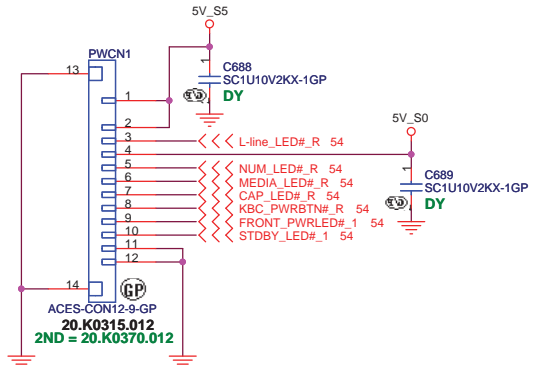 5V_S5
PWCN1
13
C688
SC1U10V2KX-1GP
1
DY
1
2
5V_S0
3
L-line_LED#_R 54
4
5
NUM_LED#_R 54
6
MEDIA_LED#_R 54
7
CAP_LED#_R 54
8
KBC_PWRBTN#_R 54
9
FRONT_PWRLED#_1 54
10
STDBY_LED#_1 54
11
12
1
C689
SC1U10V2KX-1GP
DY
14
GP
ACES-CON12-9-GP
20.K0315.012
2ND = 20.K0370.012